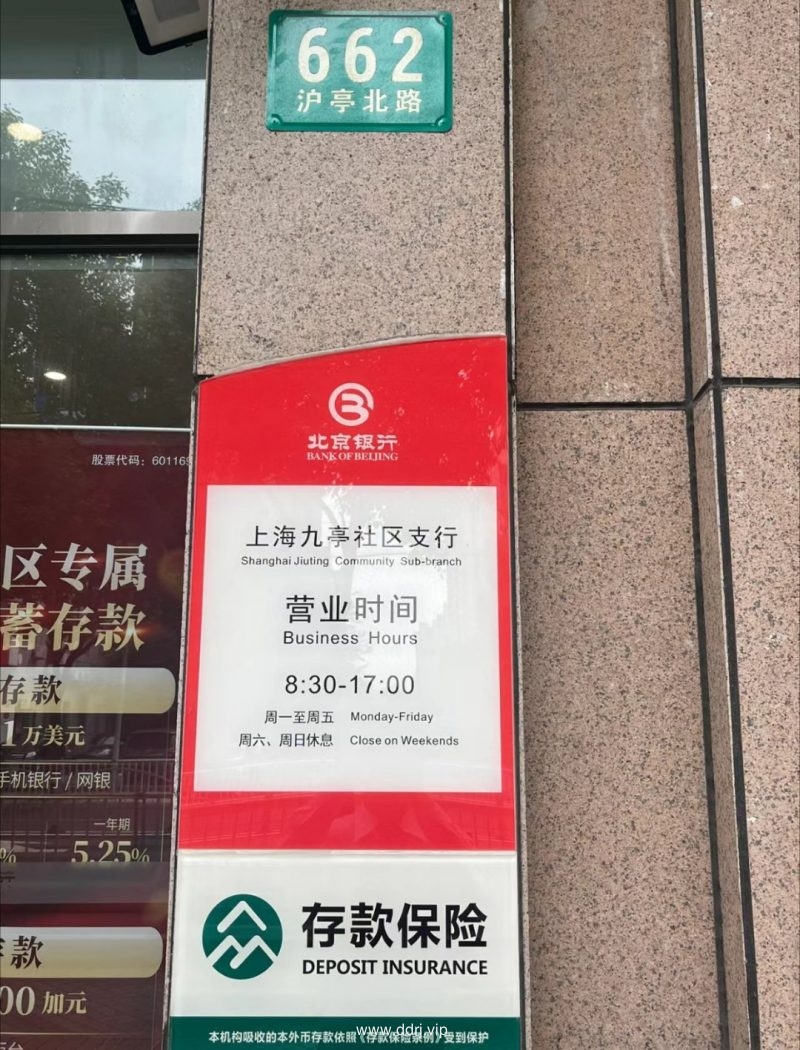 662
沪亭北路
北京银行
BANK OF BEIJING
上海九亭社区支行
Shanghai Jiuting Community Sub-branch
营业时间
Business Hours
8:30-17:00
周一至周五 Monday-Friday
周六、周日休息 Close on Weekends
存款保险
DEPOSIT INSURANCE
本机构吸收的本外币存款依照《存款保险条例》受到保护
www.ddrj.vip
股票代码：601169
区专属
蓄存款
存款
1万美元
手机银行/网银
一年期
% 5.25%
存款
00加元